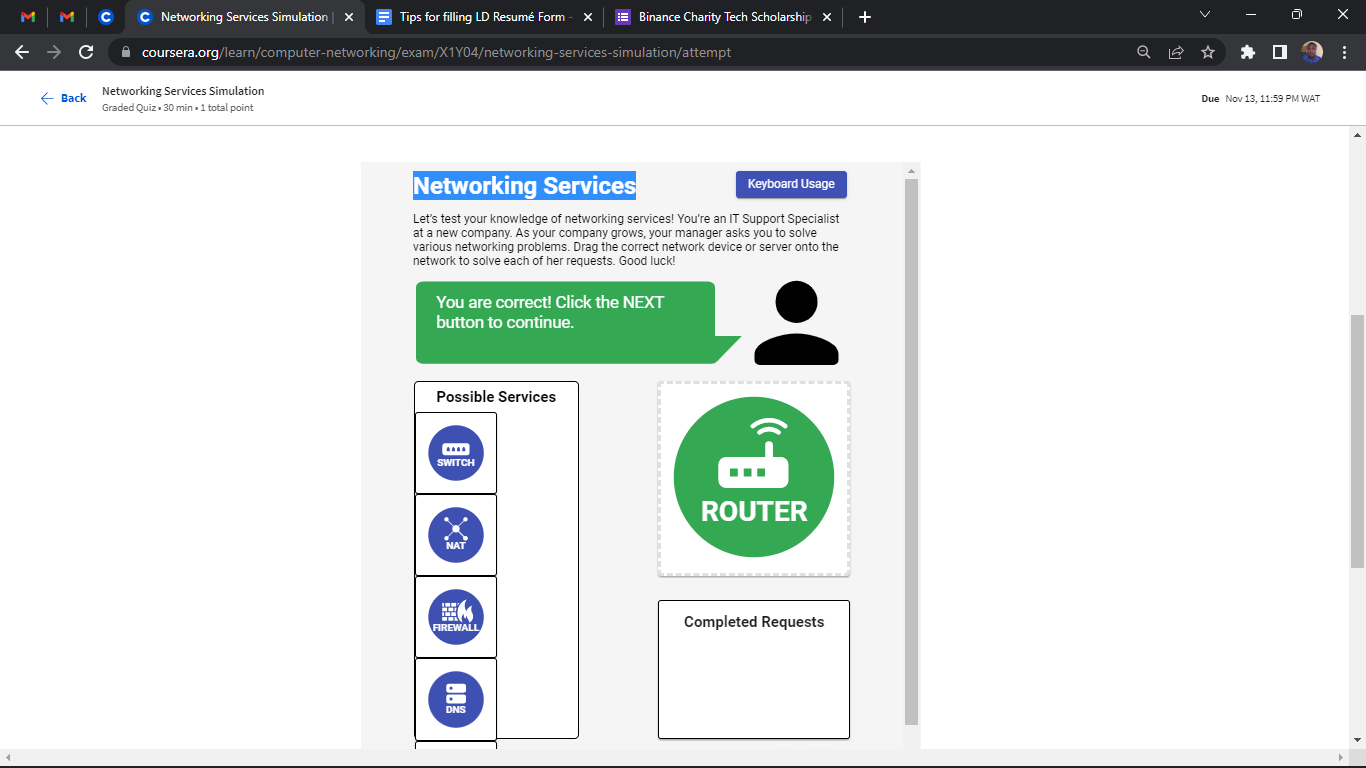 Networking Services Simulation |
Tips for filling LD Resumé Form -
Binance Charity Tech Scholarship
coursera.org/learn/computer-networking/exam/X1Y04/networking-services-simulation/attempt
Back
Networking Services Simulation
Graded Quiz • 30 min • 1 total point
Due Nov 13, 11:59 PM WAT
Networking Services
Keyboard Usage
Let's test your knowledge of networking services! You're an IT Support Specialist
at a new company. As your company grows, your manager asks you to solve
various networking problems. Drag the correct network device or server onto the
network to solve each of her requests. Good luck!
You are correct! Click the NEXT
button to continue.
Possible Services
SWITCH
NAT
FIREWALL
DNS
ROUTER
Completed Requests